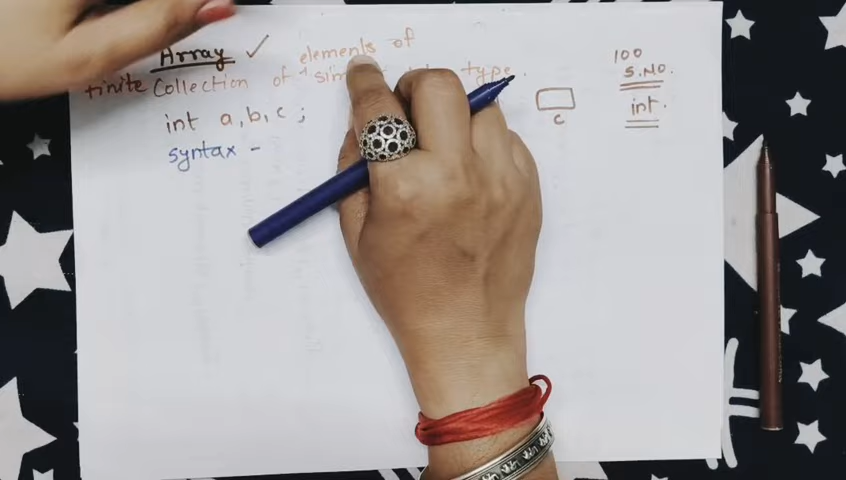 Array ✓
elements of
finite Collection of type.
int a, b, c ;
c
syntax -
100
S.NO.
int.